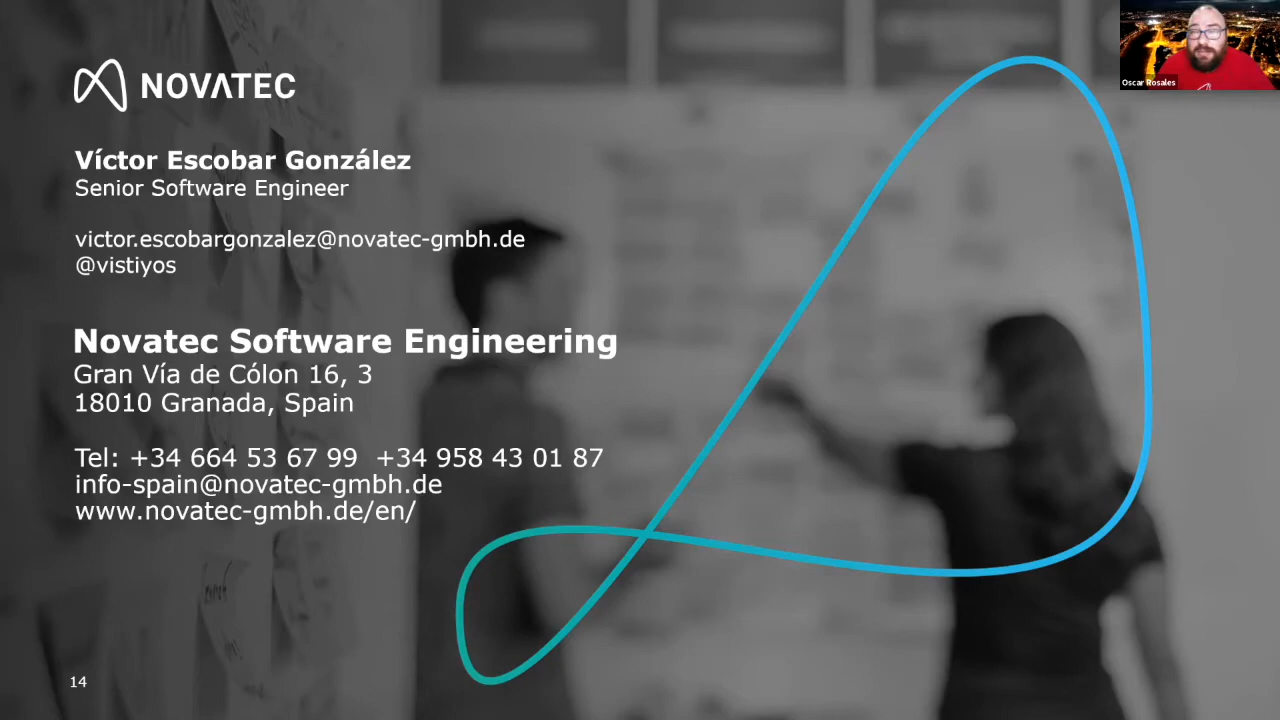 NOVATEC
Oscar Rosales
Víctor Escobar González
Senior Software Engineer
victor.escobargonzalez@novatec-gmbh.de
@vistiyos
Novatec Software Engineering
Gran Vía de Cólon 16, 3
18010 Granada, Spain
Tel: +34 664 53 67 99  +34 958 43 01 87
info-spain@novatec-gmbh.de
www.novatec-gmbh.de/en/
14